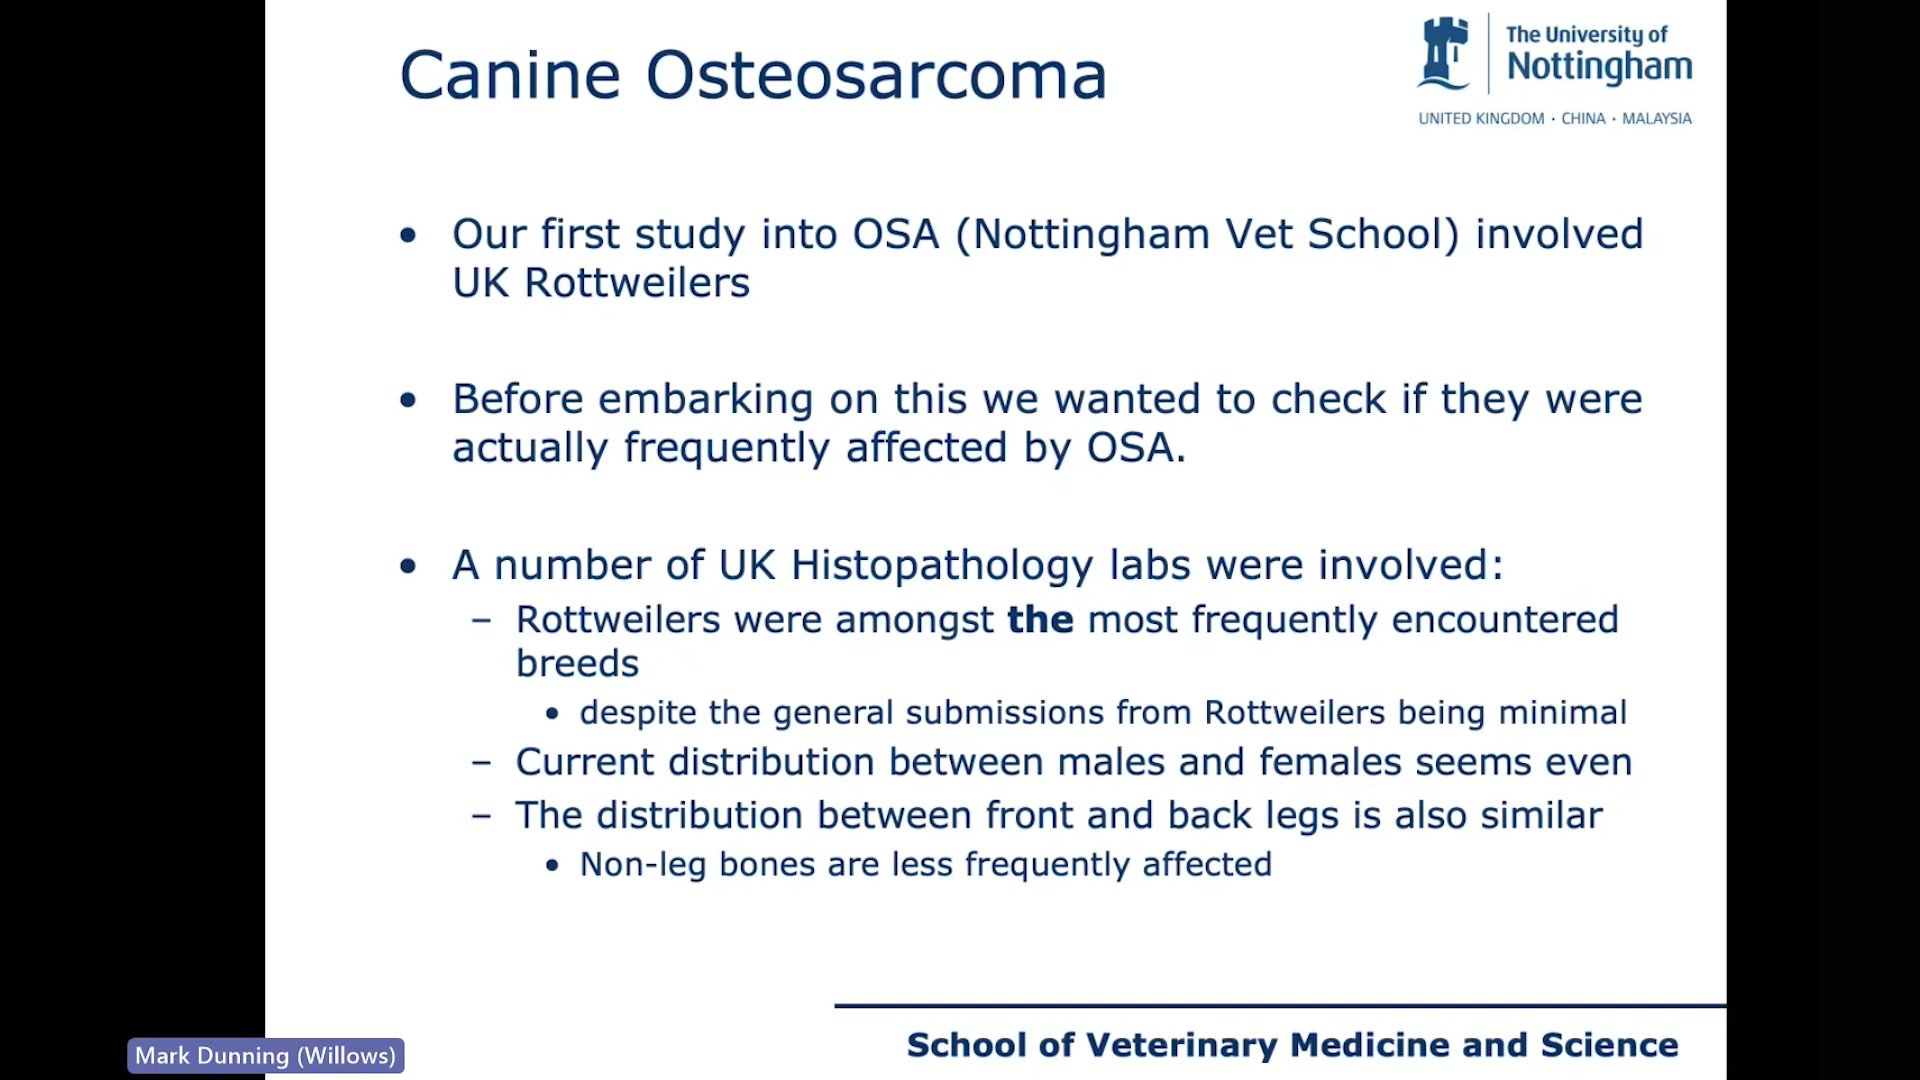 Canine Osteosarcoma
The University of
Nottingham
UNITED KINGDOM · CHINA · MALAYSIA
• Our first study into OSA (Nottingham Vet School) involved
UK Rottweilers
• Before embarking on this we wanted to check if they were
actually frequently affected by OSA.
• A number of UK Histopathology labs were involved:
– Rottweilers were amongst the most frequently encountered
breeds
• despite the general submissions from Rottweilers being minimal
– Current distribution between males and females seems even
– The distribution between front and back legs is also similar
• Non-leg bones are less frequently affected
School of Veterinary Medicine and Science
Mark Dunning (Willows)